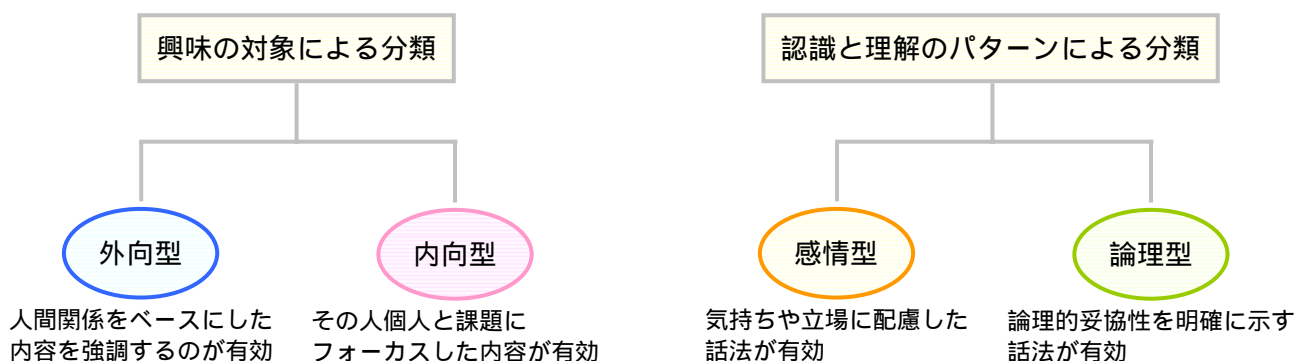 興味の対象による分類
認識と理解のパターンによる分類
外向型
内向型
感情型
論理型
人間関係をベースにした
内容を強調するのが有効
その人個人と課題に
フォーカスした内容が有効
気持ちや立場に配慮した
話法が有効
論理的妥協性を明確に示す
話法が有効